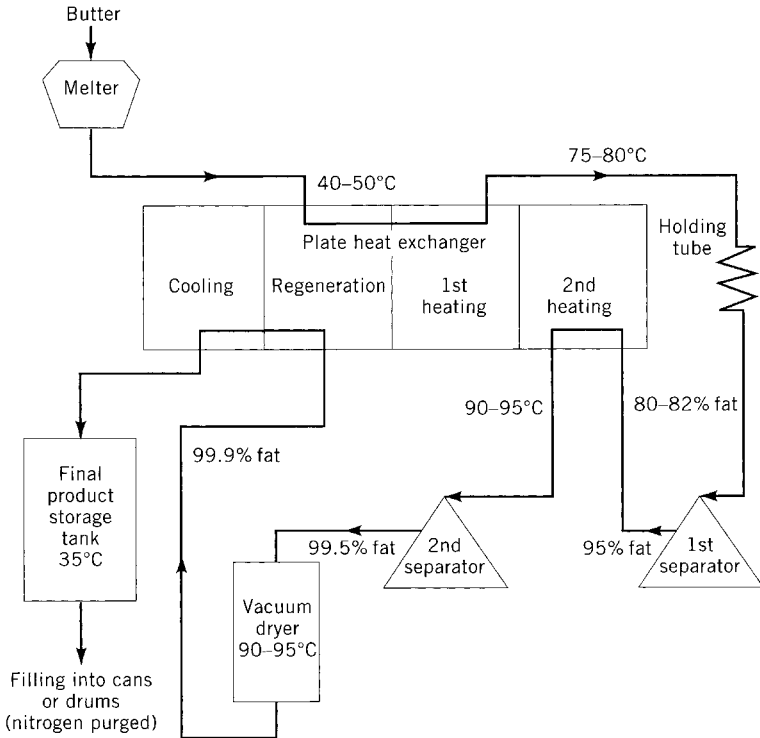 Butter
Melter
75–80°C
40–50°C
Holding
tube
Plate heat exchanger
Cooling
Regeneration
1st
heating
2nd
heating
90–95°C
80–82% fat
99.9% fat
Final
product
storage
tank
35°C
99.5% fat
2nd
separator
95% fat
1st
separator
Vacuum
dryer
90–95°C
Filling into cans
or drums
(nitrogen purged)